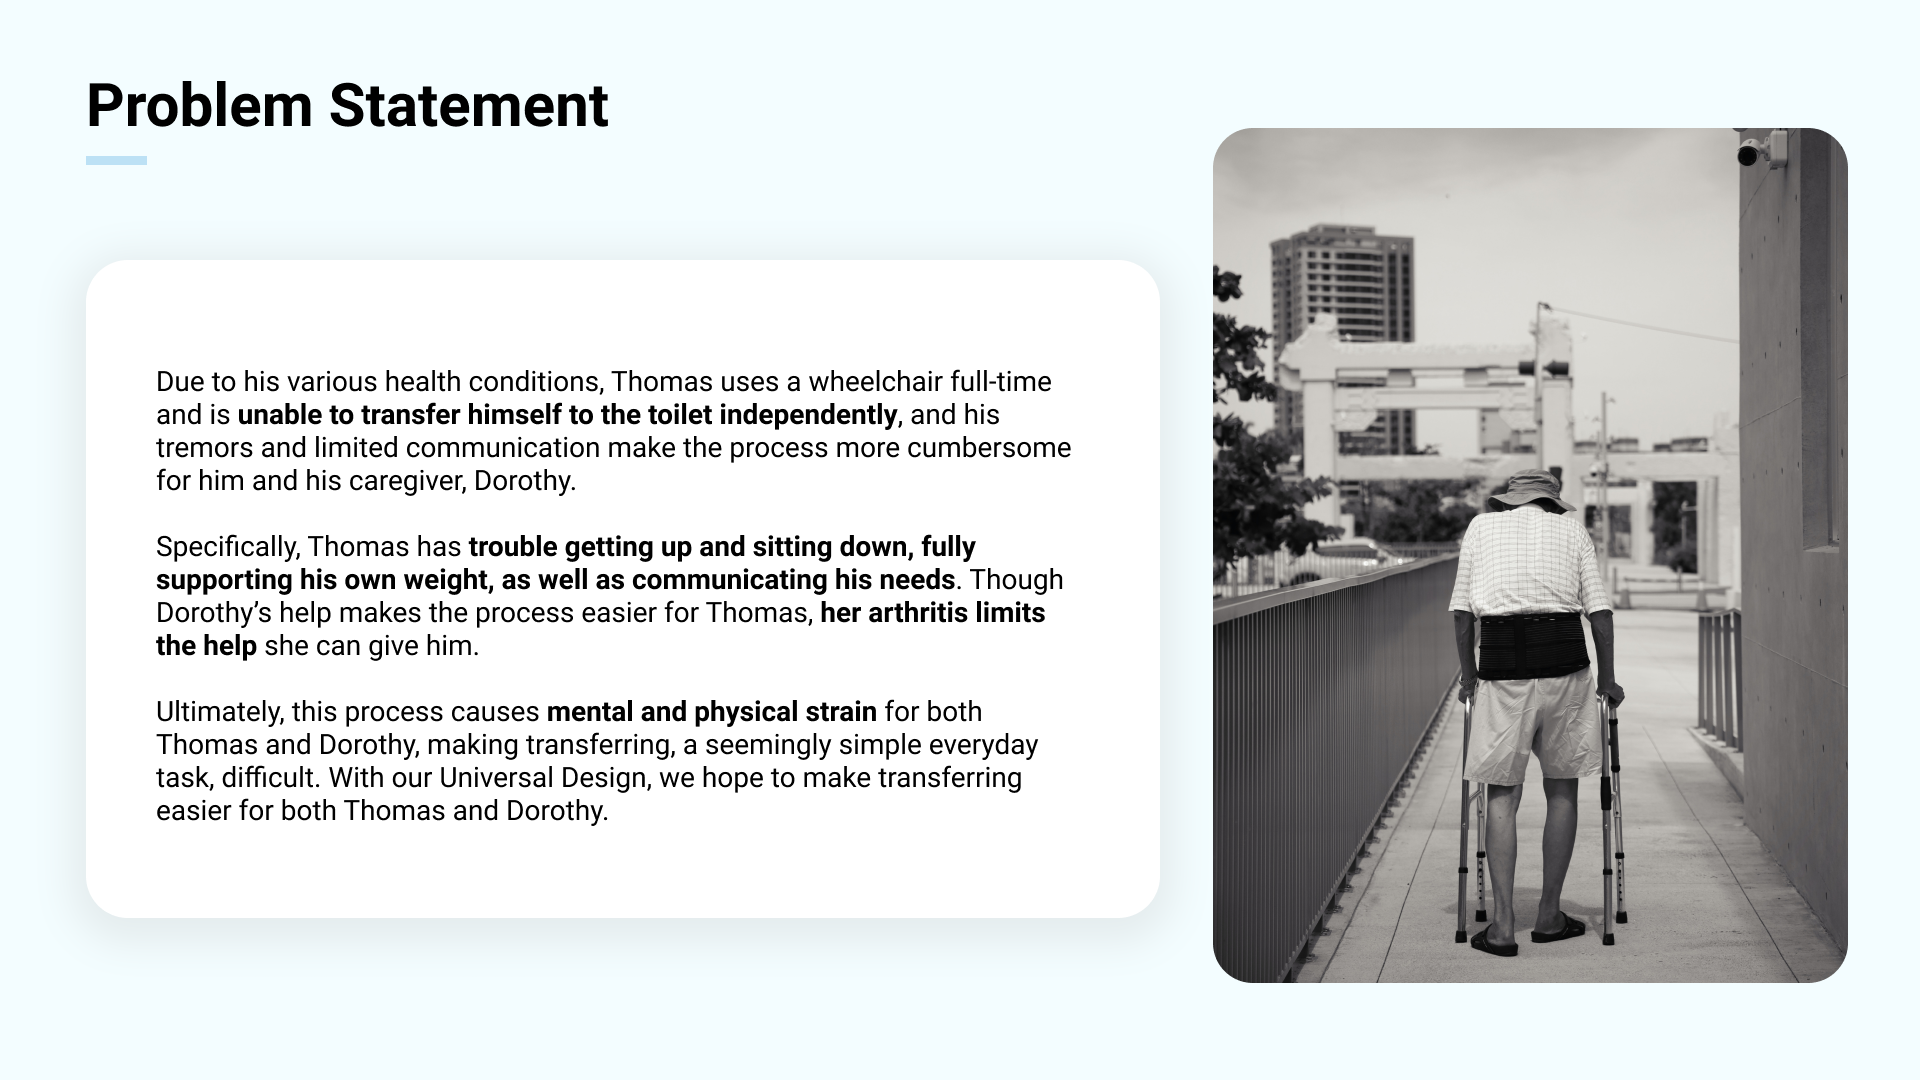 Problem Statement
Due to his various health conditions, Thomas uses a wheelchair full-time
and is unable to transfer himself to the toilet independently, and his
tremors and limited communication make the process more cumbersome
for him and his caregiver, Dorothy.
Specifically, Thomas has trouble getting up and sitting down, fully
supporting his own weight, as well as communicating his needs. Though
Dorothy’s help makes the process easier for Thomas, her arthritis limits
the help she can give him.
Ultimately, this process causes mental and physical strain for both
Thomas and Dorothy, making transferring, a seemingly simple everyday
task, difficult. With our Universal Design, we hope to make transferring
easier for both Thomas and Dorothy.